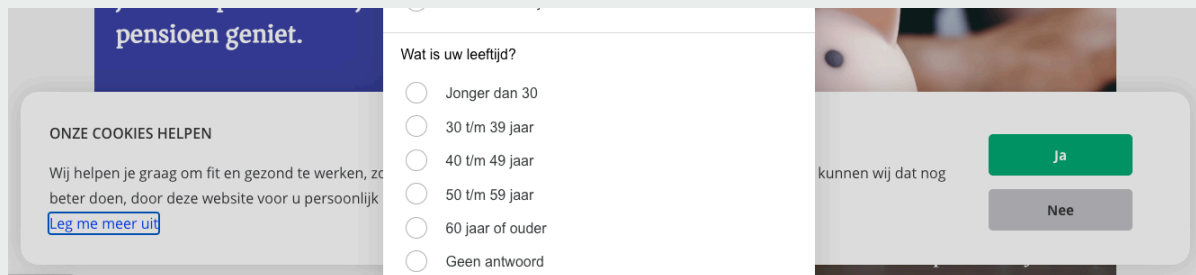 pensioen geniet.
Wat is uw leeftijd?
Jonger dan 30
30 t/m 39 jaar
40 t/m 49 jaar
50 t/m 59 jaar
60 jaar of ouder
Geen antwoord
ONZE COOKIES HELPEN
Wij helpen je graag om fit en gezond te werken,
kunnen wij dat nog
beter doen, door deze website voor u persoonlijk
Leg me meer uit
Ja
Nee